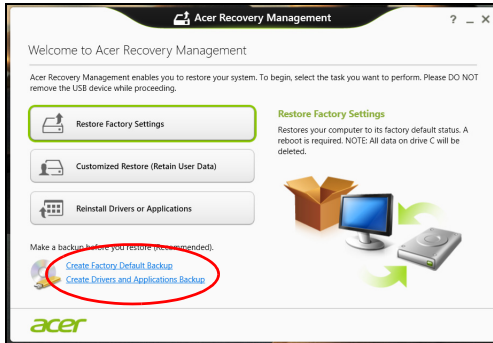 Acer Recovery Management
Welcome to Acer Recovery Management
Acer Recovery Management enables you to restore your system. To begin, select the task you want to perform. Please DO NOT
remove the USB device while proceeding.
Restore Factory Settings
Customized Restore (Retain User Data)
Reinstall Drivers or Applications
Restore Factory Settings
Restores your computer to its factory default status. A
reboot is required. NOTE: All data on drive C will be
deleted.
Make a backup before you restore (Recommended).
Create Factory Default Backup
Create Drivers and Applications Backup
acer